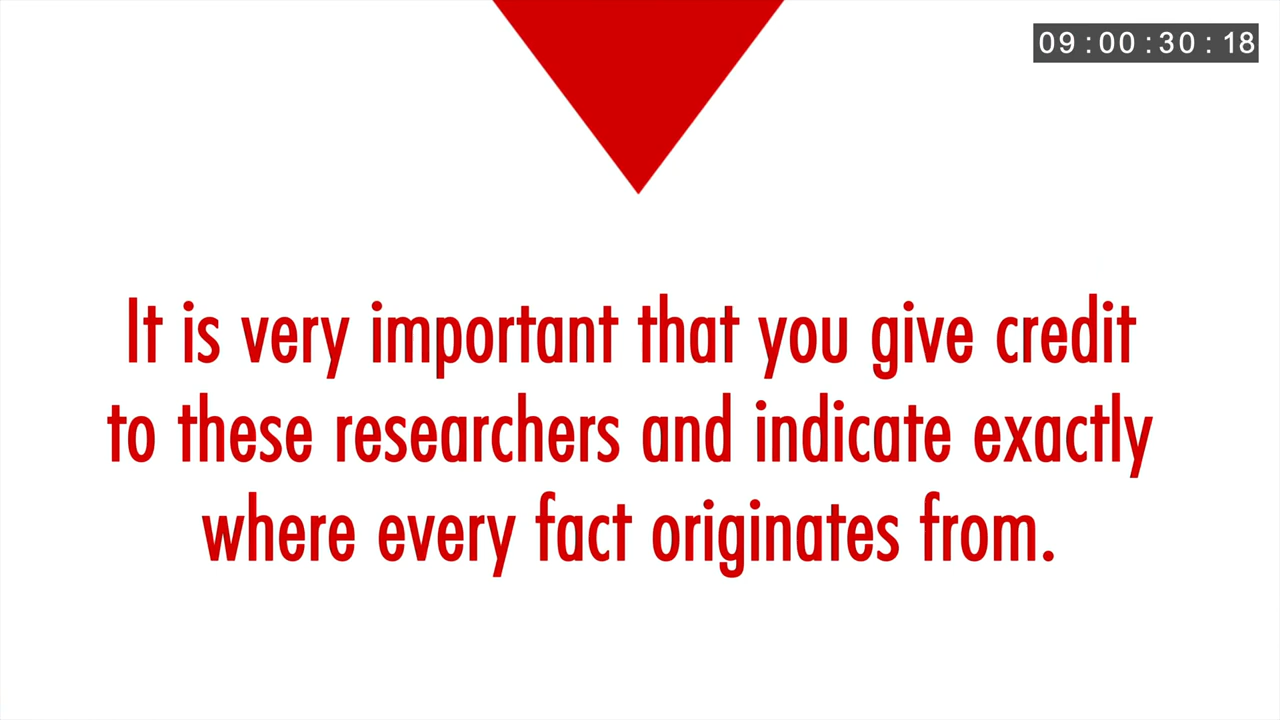 09:00:30:18
It is very important that you give credit
to these researchers and indicate exactly
where every fact originates from.